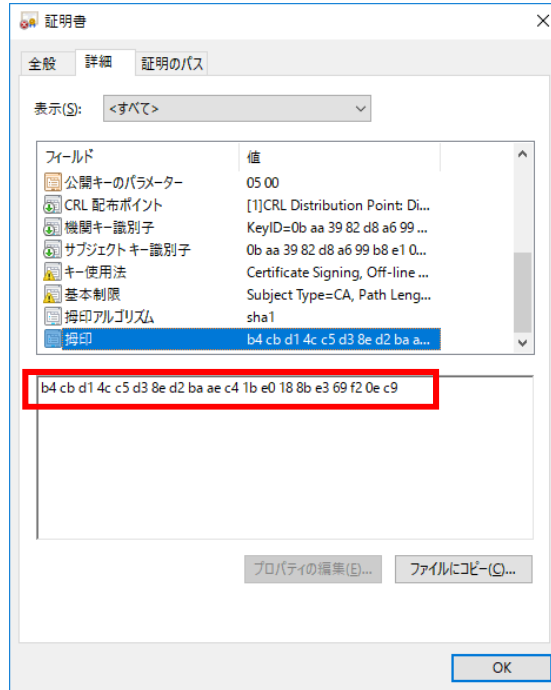 証明書
全般 詳細 証明のパス
表示(S): <すべて>
フィールド 値
公開キーのパラメーター 05 00
CRL 配布ポイント [1]CRL Distribution Point: Di...
機関キー識別子 KeyID=0b aa 39 82 d8 a6 99 ...
サブジェクト キー識別子 0b aa 39 82 d8 a6 99 b8 e1 0...
キー使用法 Certificate Signing, Off-line ...
基本制限 Subject Type=CA, Path Leng...
拇印アルゴリズム sha1
拇印 b4 cb d1 4c c5 d3 8e d2 ba a...
b4 cb d1 4c c5 d3 8e d2 ba ae c4 1b e0 18 8b e3 69 f2 0e c9
プロパティの編集(E)... ファイルにコピー(C)...
OK